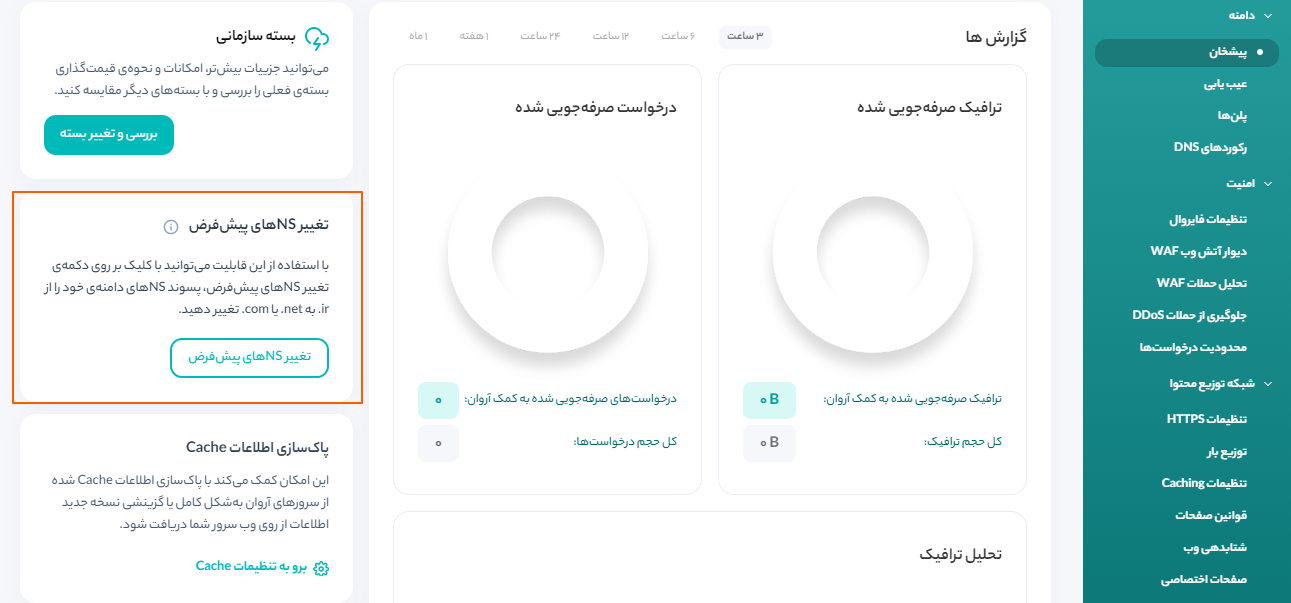 دامنه
پیشخان
عیب یابی
پلن‌ها
رکوردهای DNS
امنیت
تنظیمات فایروال
دیوار آتش وب WAF
تحلیل حملات WAF
جلوگیری از حملات DDoS
محدودیت درخواست‌ها
شبکه توزیع محتوا
تنظیمات HTTPS
توزیع بار
تنظیمات Caching
قوانین صفحات
شتابدهی وب
صفحات اختصاصی
گزارش ها
۳ ساعت
۶ ساعت
۱۲ ساعت
۲۴ ساعت
۱ هفته
۱ ماه
ترافیک صرفه‌جویی شده
ترافیک صرفه‌جویی شده به کمک آروان:
۰ B
کل حجم ترافیک:
۰ B
درخواست صرفه‌جویی شده
درخواست‌های صرفه‌جویی شده به کمک آروان:
۰
کل حجم درخواست‌ها:
۰
تحلیل ترافیک
بسته سازمانی
می‌توانید جزییات بیش‌تر، امکانات و نحوه‌ی قیمت‌گذاری
بسته‌ی فعلی را بررسی و با بسته‌های دیگر مقایسه کنید.
بررسی و تغییر بسته
تغییر NSهای پیش‌فرض
با استفاده از این قابلیت می‌توانید با کلیک بر روی دکمه‌ی
تغییر NSهای پیش‌فرض، پسوند NSهای دامنه‌ی خود را از
.ir به .net یا .com تغییر دهید.
تغییر NSهای پیش‌فرض
پاک‌سازی اطلاعات Cache
این امکان کمک می‌کند با پاک‌سازی اطلاعات Cache شده
از سرورهای آروان به‌شکل کامل یا گزینشی نسخه جدید
اطلاعات از روی وب سرور شما دریافت شود.
برو به تنظیمات Cache